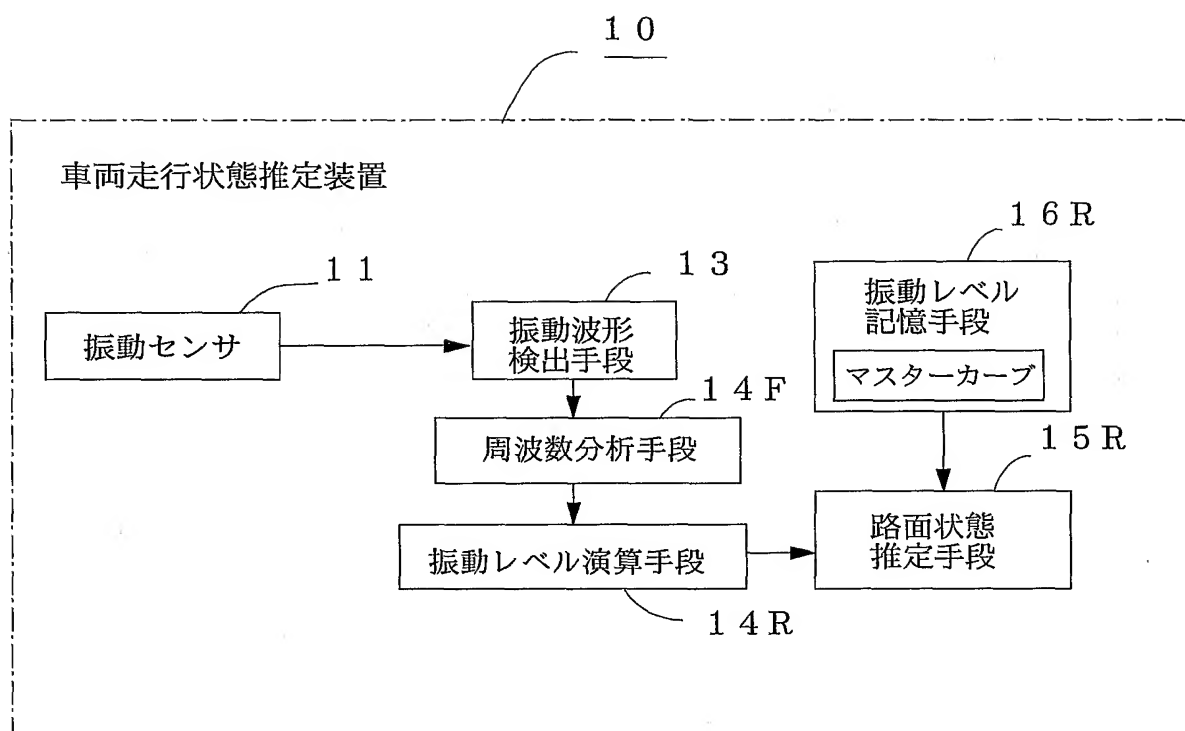 １０
車両走行状態推定装置
１６R
１１
１３
振動レベル
記憶手段
振動センサ
振動波形
検出手段
マスターカーブ
１４F
周波数分析手段
１５R
路面状態
推定手段
振動レベル演算手段
１４R